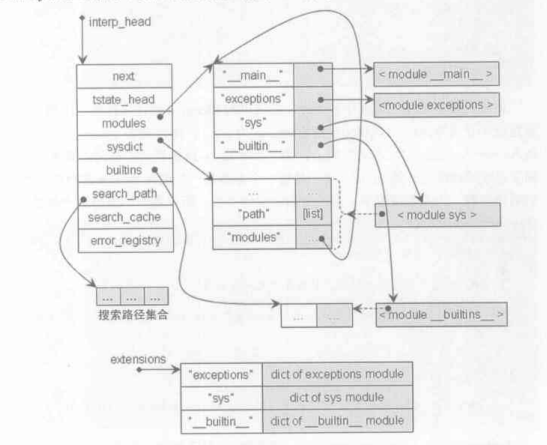 interp_head
next
tstate_head
modules
sysdict
builtins
search_path
search_cache
error_registry
"__main__"
"exceptions"
"sys"
"__builtin__"
< module __main__ >
<module exceptions >
... ...
"path" [list]
"modules" ...
< module sys >
... ... ...
搜索路径集合
... ...
< module __builtins__ >
extensions
"exceptions" dict of exceptions module
"sys" dict of sys module
"__builtin__" dict of __builtin__ module